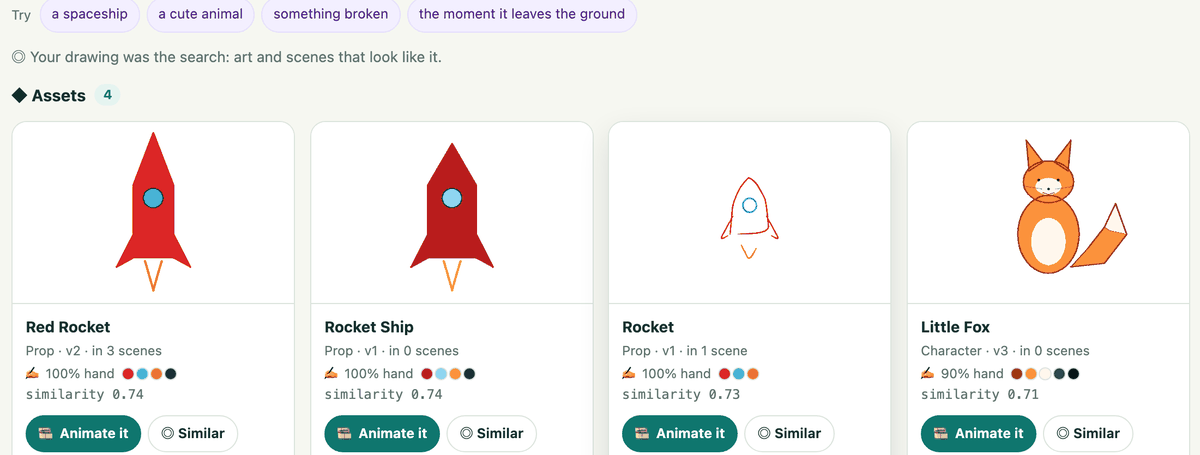 Try a spaceship a cute animal something broken the moment it leaves the ground
◎ Your drawing was the search: art and scenes that look like it.
◆ Assets 4
Red Rocket
Prop · v2 · in 3 scenes
✍️ 100% hand
similarity 0.74
Animate it ◎ Similar
Rocket Ship
Prop · v1 · in 0 scenes
✍️ 100% hand
similarity 0.74
Animate it ◎ Similar
Rocket
Prop · v1 · in 1 scene
✍️ 100% hand
similarity 0.73
Animate it ◎ Similar
Little Fox
Character · v3 · in 0 scenes
✍️ 90% hand
similarity 0.71
Animate it ◎ Similar